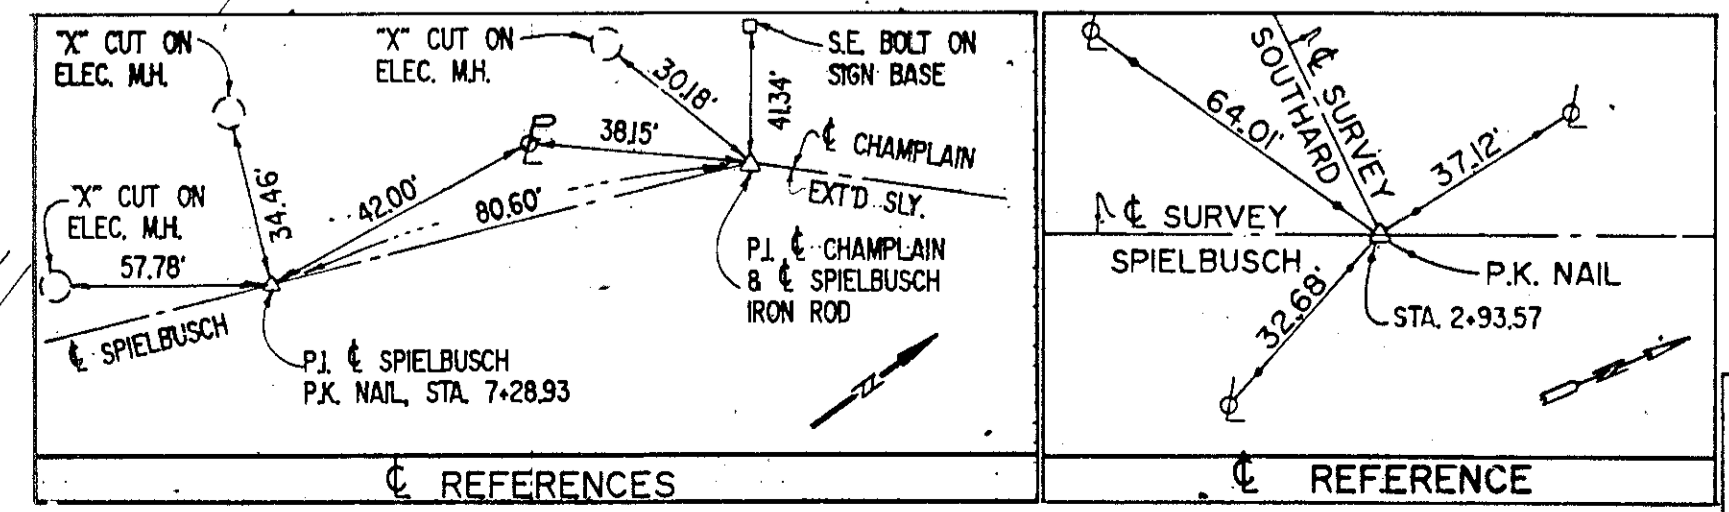 "X" CUT ON
ELEC. M.H.
"X" CUT ON
ELEC. M.H.
S.E. BOLT ON
SIGN BASE
30.18'
41.34'
38.15'
℄ CHAMPLAIN
EXT'D SLY.
34.46'
42.00'
80.60'
"X" CUT ON
ELEC. M.H.
57.78'
P.I. ℄ CHAMPLAIN
& ℄ SPIELBUSCH
IRON ROD
℄ SPIELBUSCH
P.I. ℄ SPIELBUSCH
P.K. NAIL, STA. 7+28.93
N
℄ REFERENCES
℄ SURVEY
SOUTHARD
64.01'
37.12'
℄ SURVEY
SPIELBUSCH
P.K. NAIL
32.68'
STA. 2+93.57
N
℄ REFERENCE